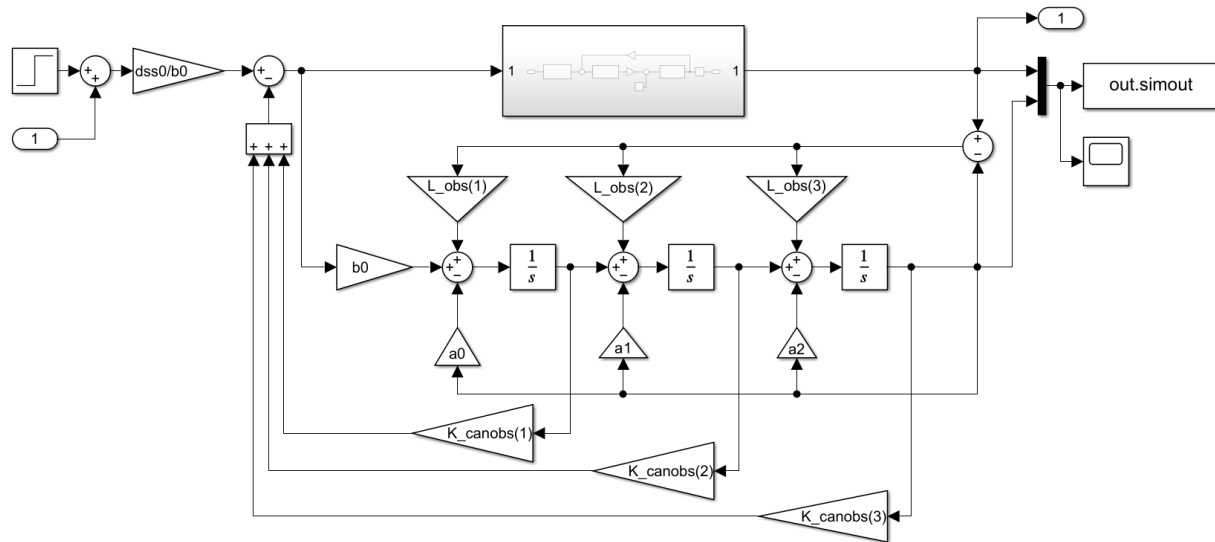 1
dss0/b0
+
+
+
−
1
1
out.simout
1
+ + +
+
−
L_obs(1)
L_obs(2)
L_obs(3)
b0
+
+
−
1
s
+
+
−
1
s
+
+
−
1
s
a0
a1
a2
K_canobs(1)
K_canobs(2)
K_canobs(3)